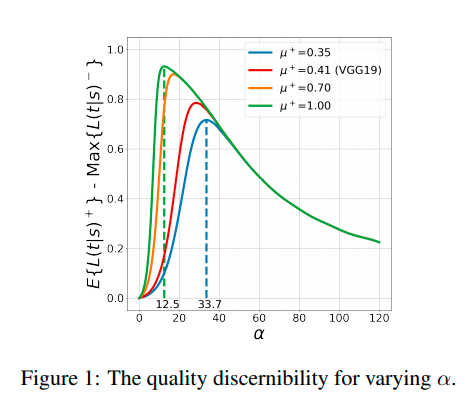 E{L(t|s)⁺} - Max{L(t|s)⁻}
1.0
0.8
0.6
0.4
0.2
0.0
μ⁺=0.35
μ⁺=0.41 (VGG19)
μ⁺=0.70
μ⁺=1.00
12.5 33.7
0 20 40 60 80 100 120
α
Figure 1: The quality discernibility for varying α.